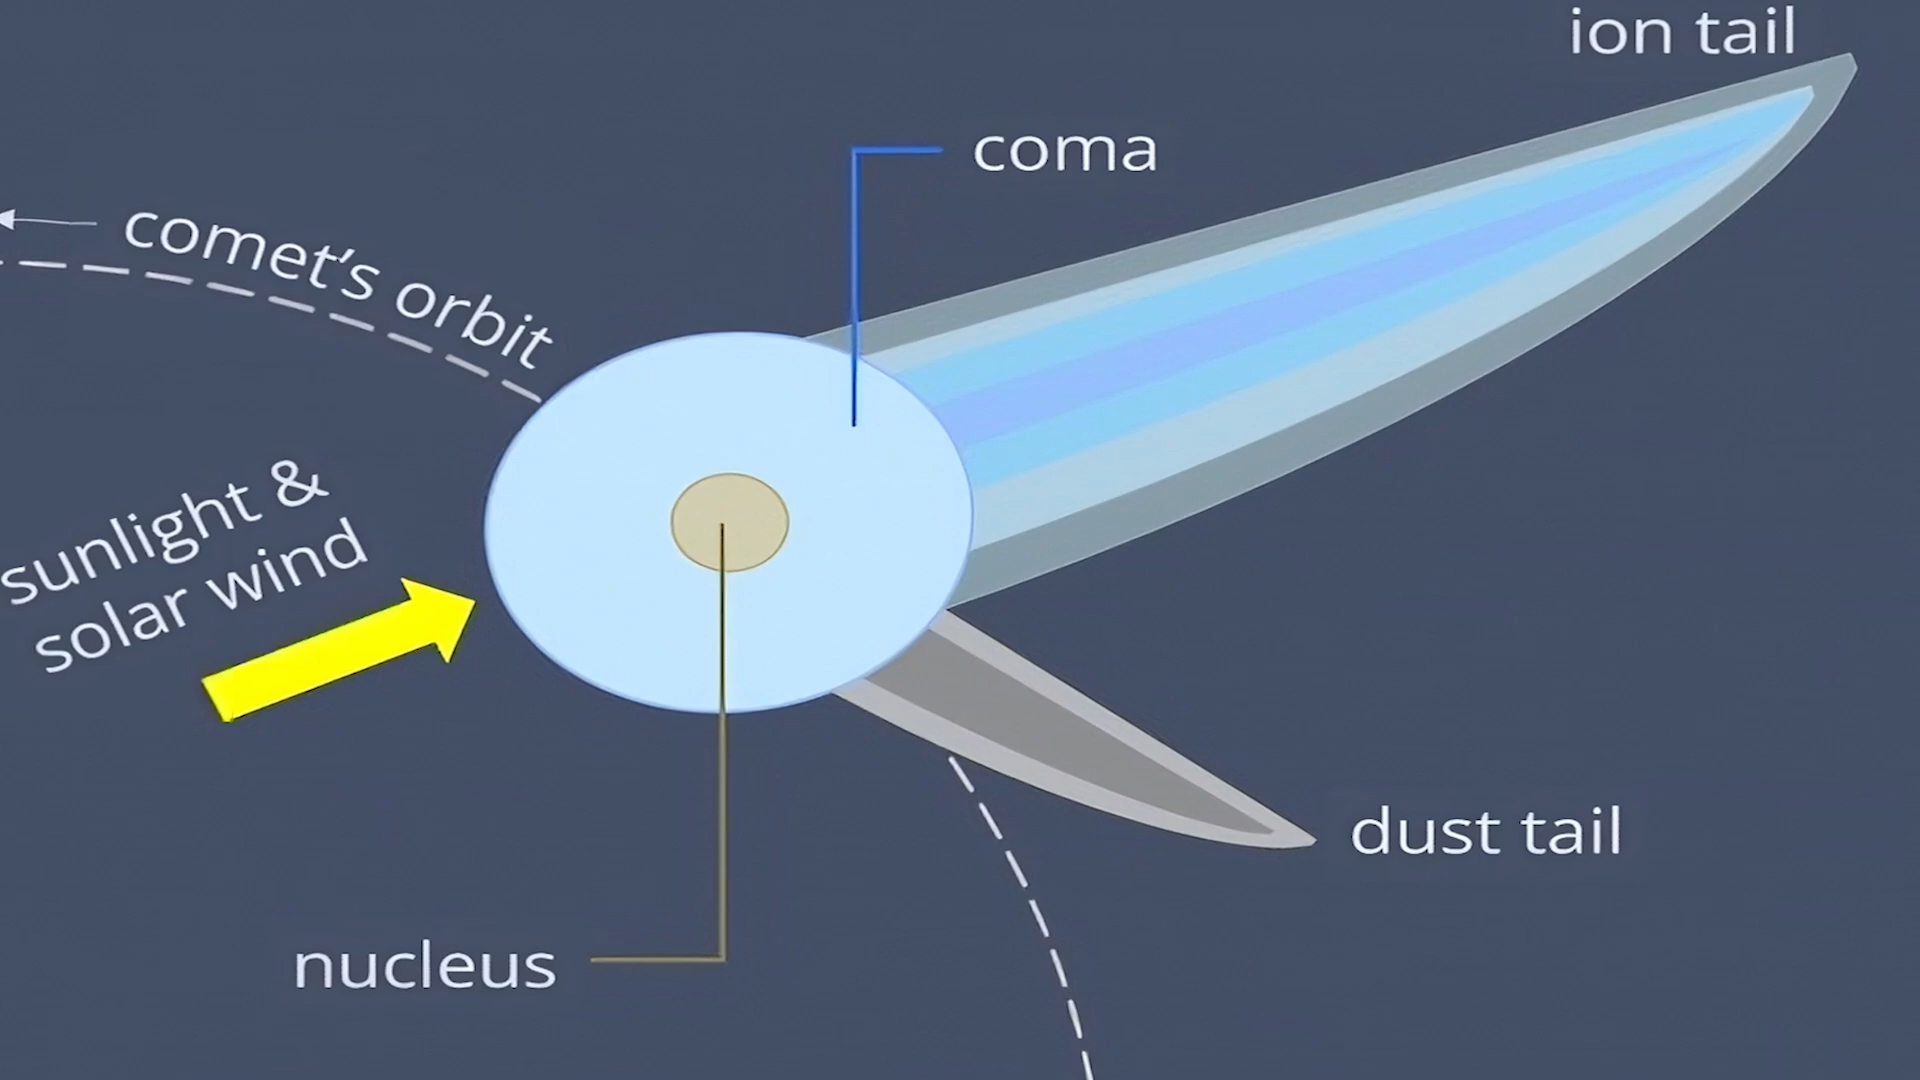 ion tail
coma
comet's orbit
sunlight &
solar wind
dust tail
nucleus